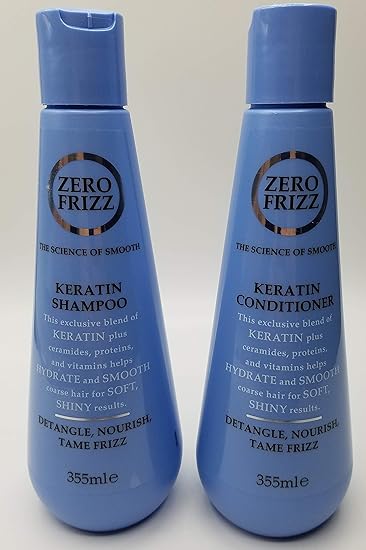 ZERO
FRIZZ
THE SCIENCE OF SMOOTH
KERATIN
SHAMPOO
This exclusive blend of
KERATIN plus
ceramides, proteins,
and vitamins helps
HYDRATE and SMOOTH
coarse hair for SOFT,
SHINY results.
DETANGLE, NOURISH,
TAME FRIZZ
355ml℮
ZERO
FRIZZ
THE SCIENCE OF SMOOTH
KERATIN
CONDITIONER
This exclusive blend of
KERATIN plus
ceramides, proteins,
and vitamins helps
HYDRATE and SMOOTH
coarse hair for SOFT,
SHINY results.
DETANGLE, NOURISH,
TAME FRIZZ
355ml℮